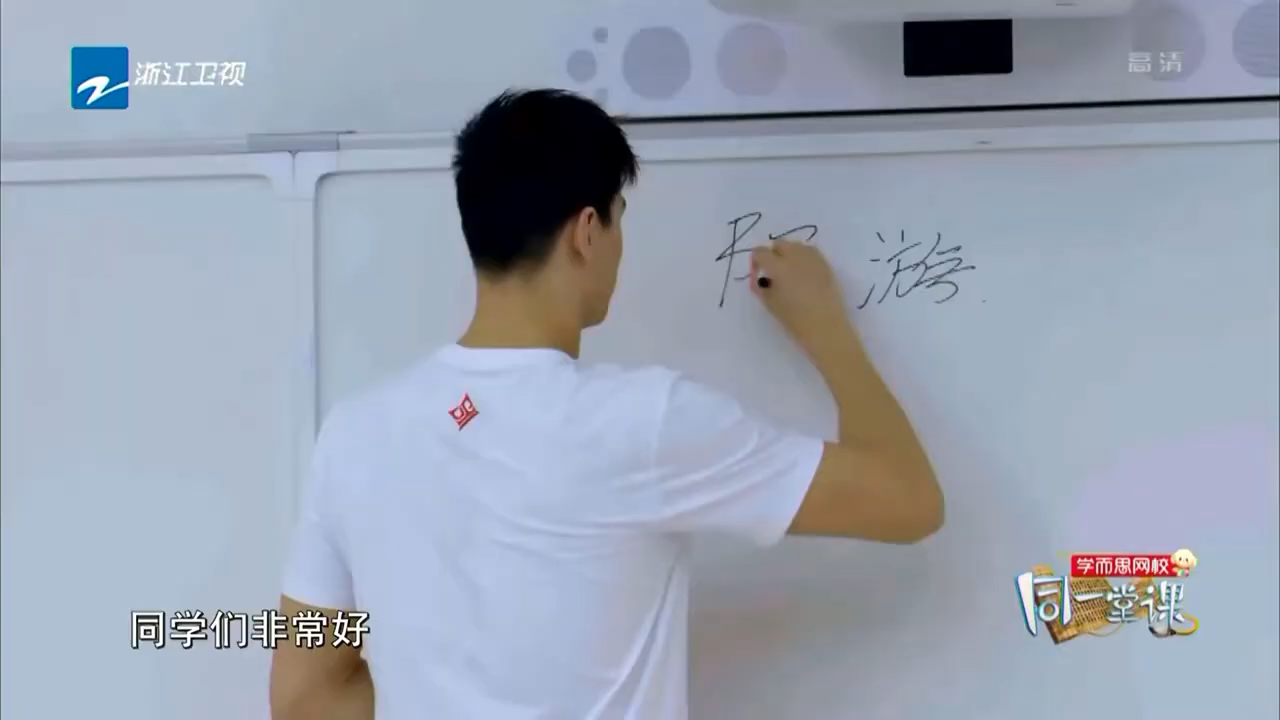 浙江卫视
高清
游
学而思网校
同一堂课
同学们非常好